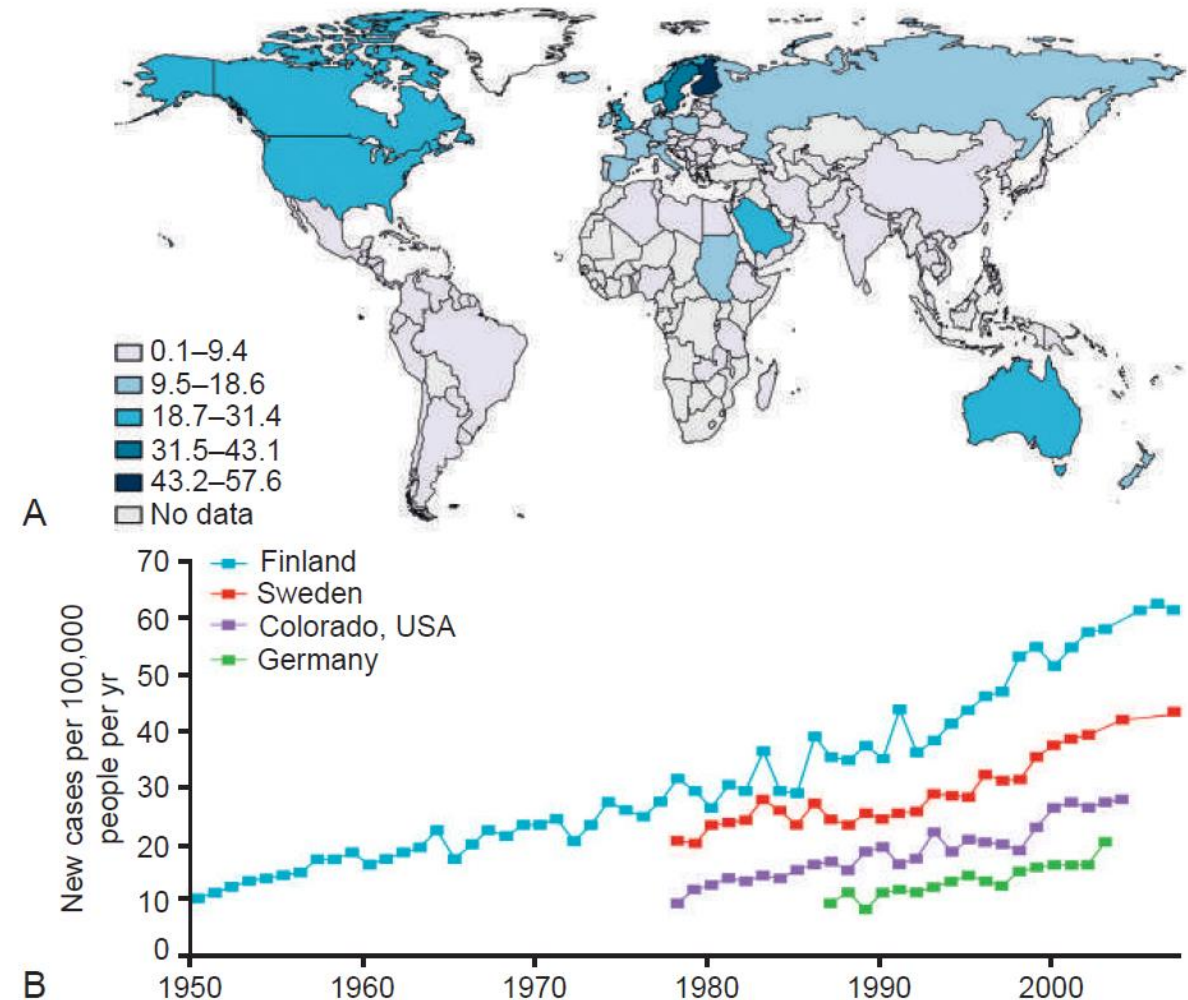 0.1–9.4
9.5–18.6
18.7–31.4
31.5–43.1
43.2–57.6
No data
A
70
60
50
40
30
20
10
0
New cases per 100,000
people per yr
Finland
Sweden
Colorado, USA
Germany
B
1950 1960 1970 1980 1990 2000